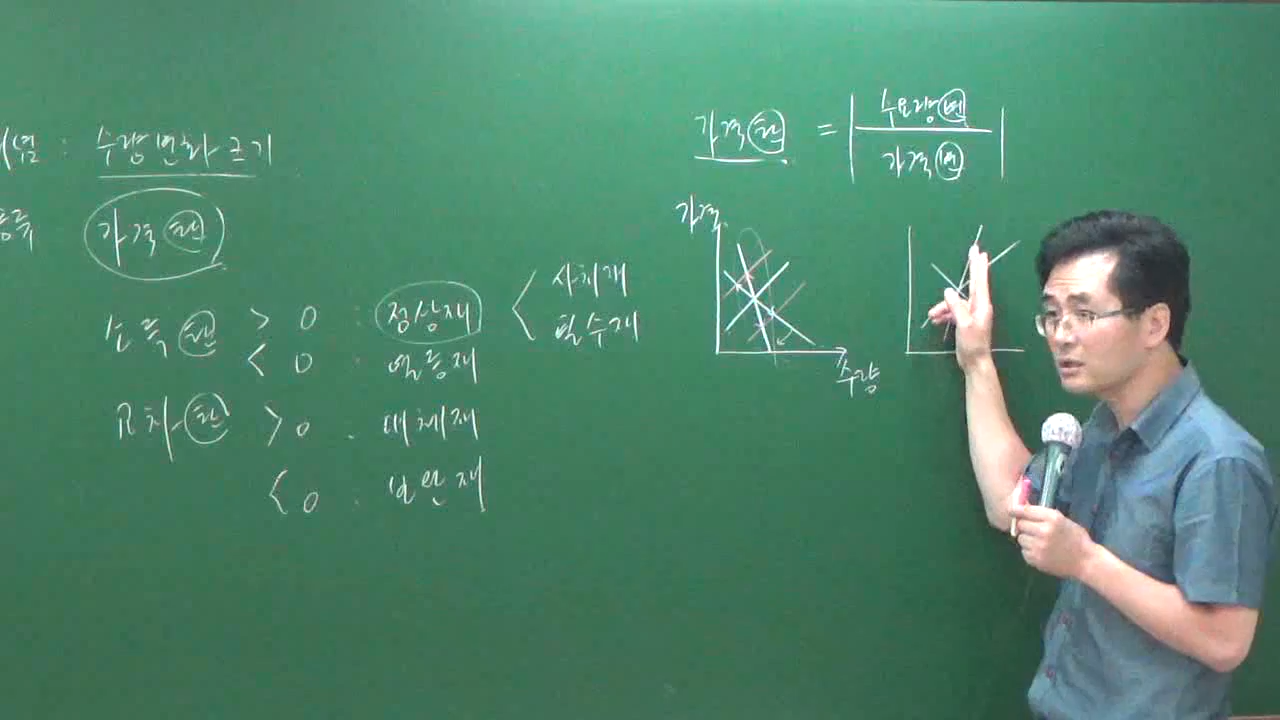 수량변화 크기
가격 탄
소득 탄 > 0 : 정상재 < 사치재
필수재
< 0 : 열등재
교차 탄 > 0 : 대체재
< 0 : 보완재
가격 탄 = | 수요량 변
가격 변 |
가격
수량